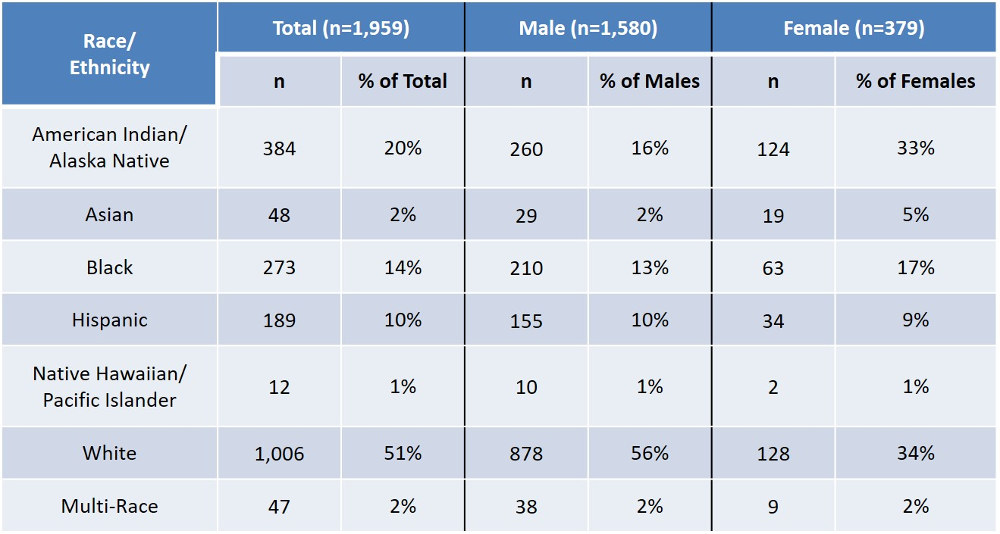 Race/
Ethnicity
Total (n=1,959) Male (n=1,580) Female (n=379)
n % of Total n % of Males n % of Females
American Indian/
Alaska Native
384 20% 260 16% 124 33%
Asian 48 2% 29 2% 19 5%
Black 273 14% 210 13% 63 17%
Hispanic 189 10% 155 10% 34 9%
Native Hawaiian/
Pacific Islander
12 1% 10 1% 2 1%
White 1,006 51% 878 56% 128 34%
Multi-Race 47 2% 38 2% 9 2%